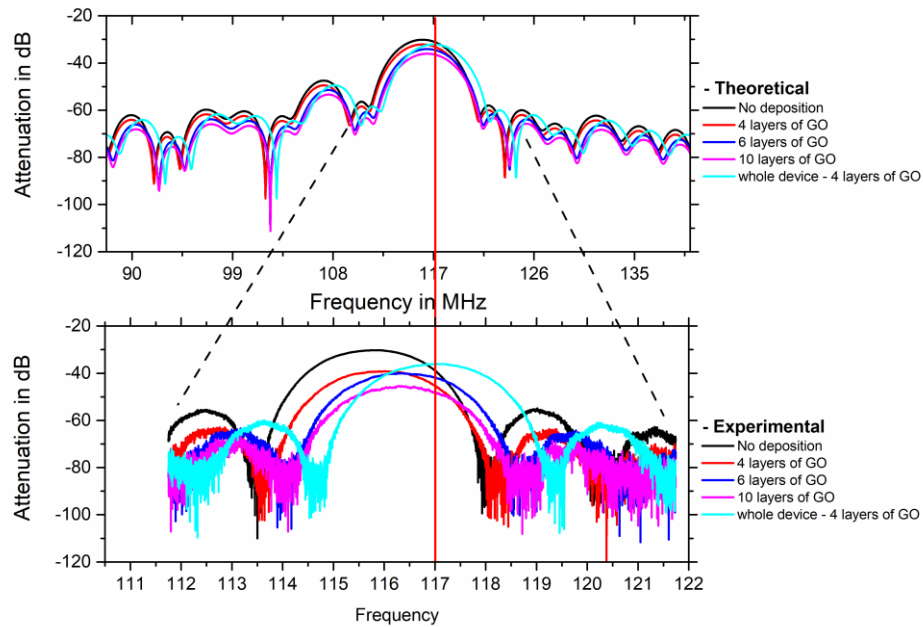 -20
-40
-60
-80
-100
-120
Attenuation in dB
90 99 108 117 126 135
Frequency in MHz
- Theoretical
No deposition
4 layers of GO
6 layers of GO
10 layers of GO
whole device - 4 layers of GO
-20
-40
-60
-80
-100
-120
Attenuation in dB
111 112 113 114 115 116 117 118 119 120 121 122
Frequency
- Experimental
No deposition
4 layers of GO
6 layers of GO
10 layers of GO
whole device - 4 layers of GO